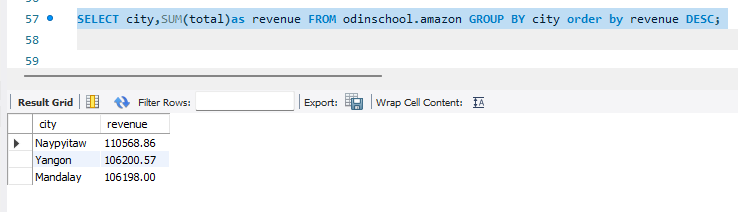 57 SELECT city,SUM(total)as revenue FROM odinschool.amazon GROUP BY city order by revenue DESC;
58
59
Result Grid Filter Rows: Export: Wrap Cell Content: IA
city revenue
Naypyitaw 110568.86
Yangon 106200.57
Mandalay 106198.00